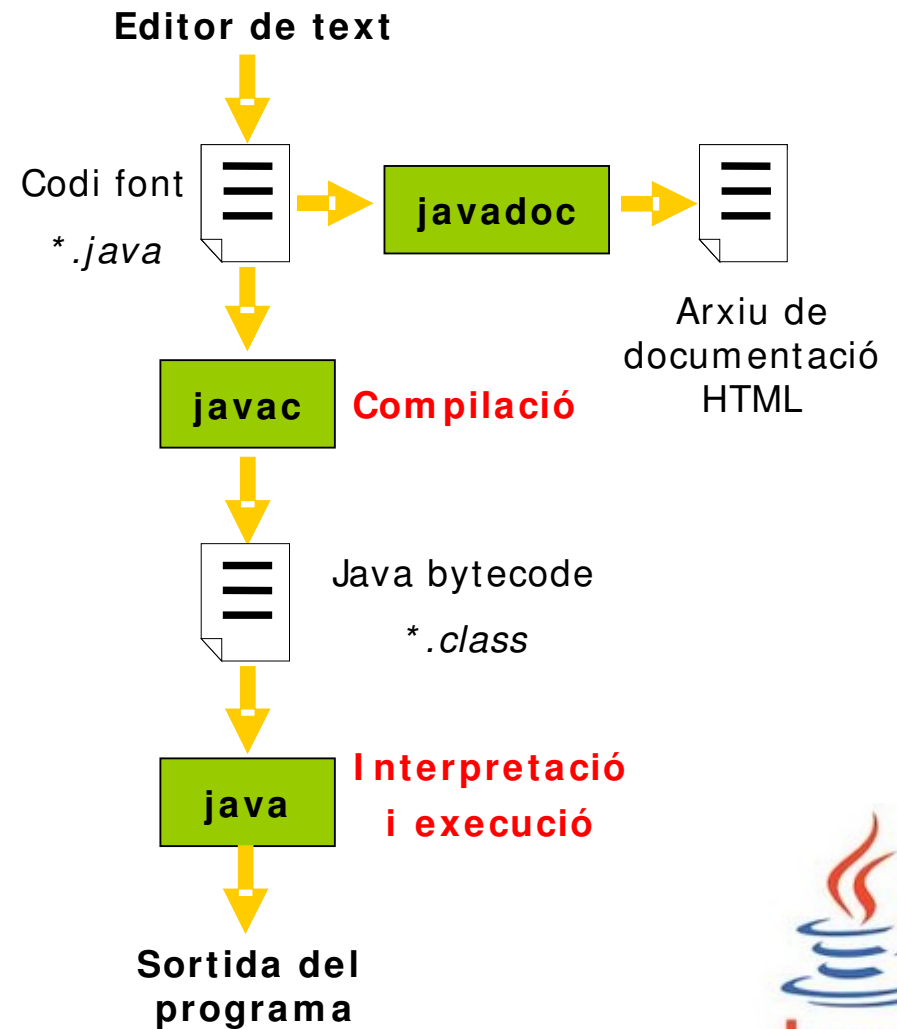 Editor de text
Codi font
*.java
javadoc
Arxiu de
documentació
HTML
javac
Compilació
Java bytecode
*.class
java
Interpretació
i execució
Sortida del
programa